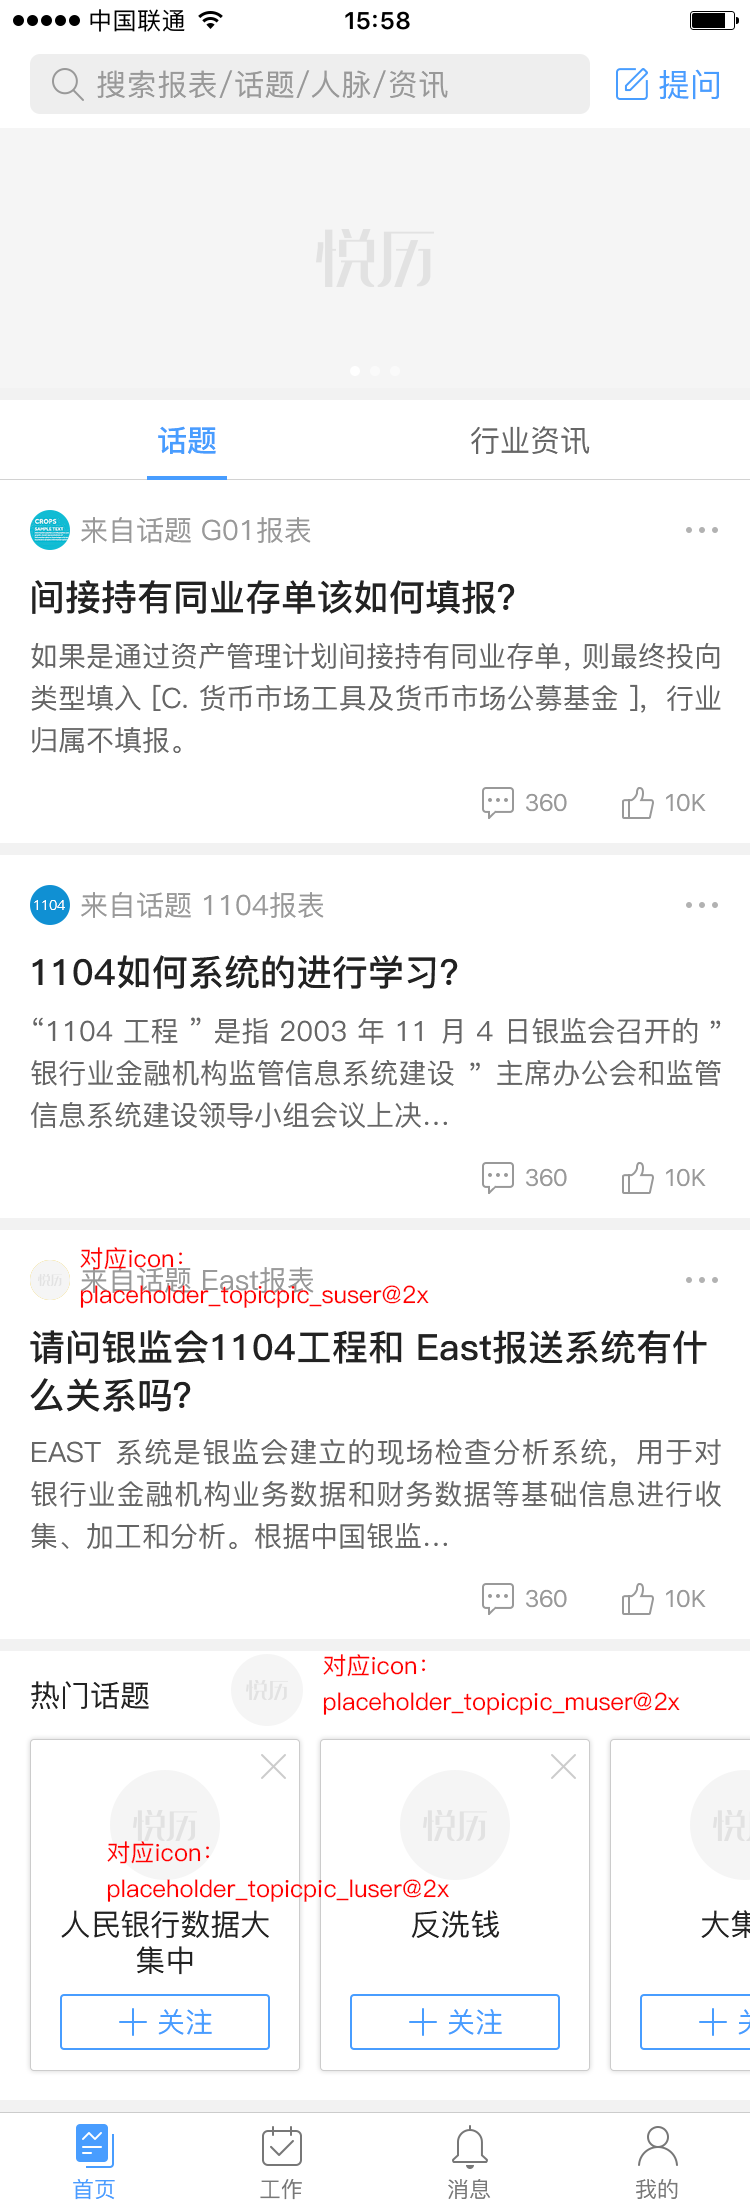 中国联通
15:58
搜索报表/话题/人脉/资讯
提问
悦历
话题
行业资讯
CROPS
SAMPLE TEXT
来自话题 G01报表
间接持有同业存单该如何填报?
如果是通过资产管理计划间接持有同业存单, 则最终投向
类型填入 [C. 货币市场工具及货币市场公募基金 ]，行业
归属不填报。
360
10K
1104
来自话题 1104报表
1104如何系统的进行学习?
“1104 工程 ” 是指 2003 年 11 月 4 日银监会召开的 ”
银行业金融机构监管信息系统建设 ” 主席办公会和监管
信息系统建设领导小组会议上决...
360
10K
悦历
对应icon：
来自话题 East报表
placeholder_topicpic_suser@2x
请问银监会1104工程和 East报送系统有什
么关系吗?
EAST 系统是银监会建立的现场检查分析系统，用于对
银行业金融机构业务数据和财务数据等基础信息进行收
集、加工和分析。根据中国银监...
360
10K
热门话题
悦历
对应icon：
placeholder_topicpic_muser@2x
悦历
悦历
悦
对应icon：
placeholder_topicpic_luser@2x
人民银行数据大
集中
反洗钱
大集
关注
关注
首页
工作
消息
我的